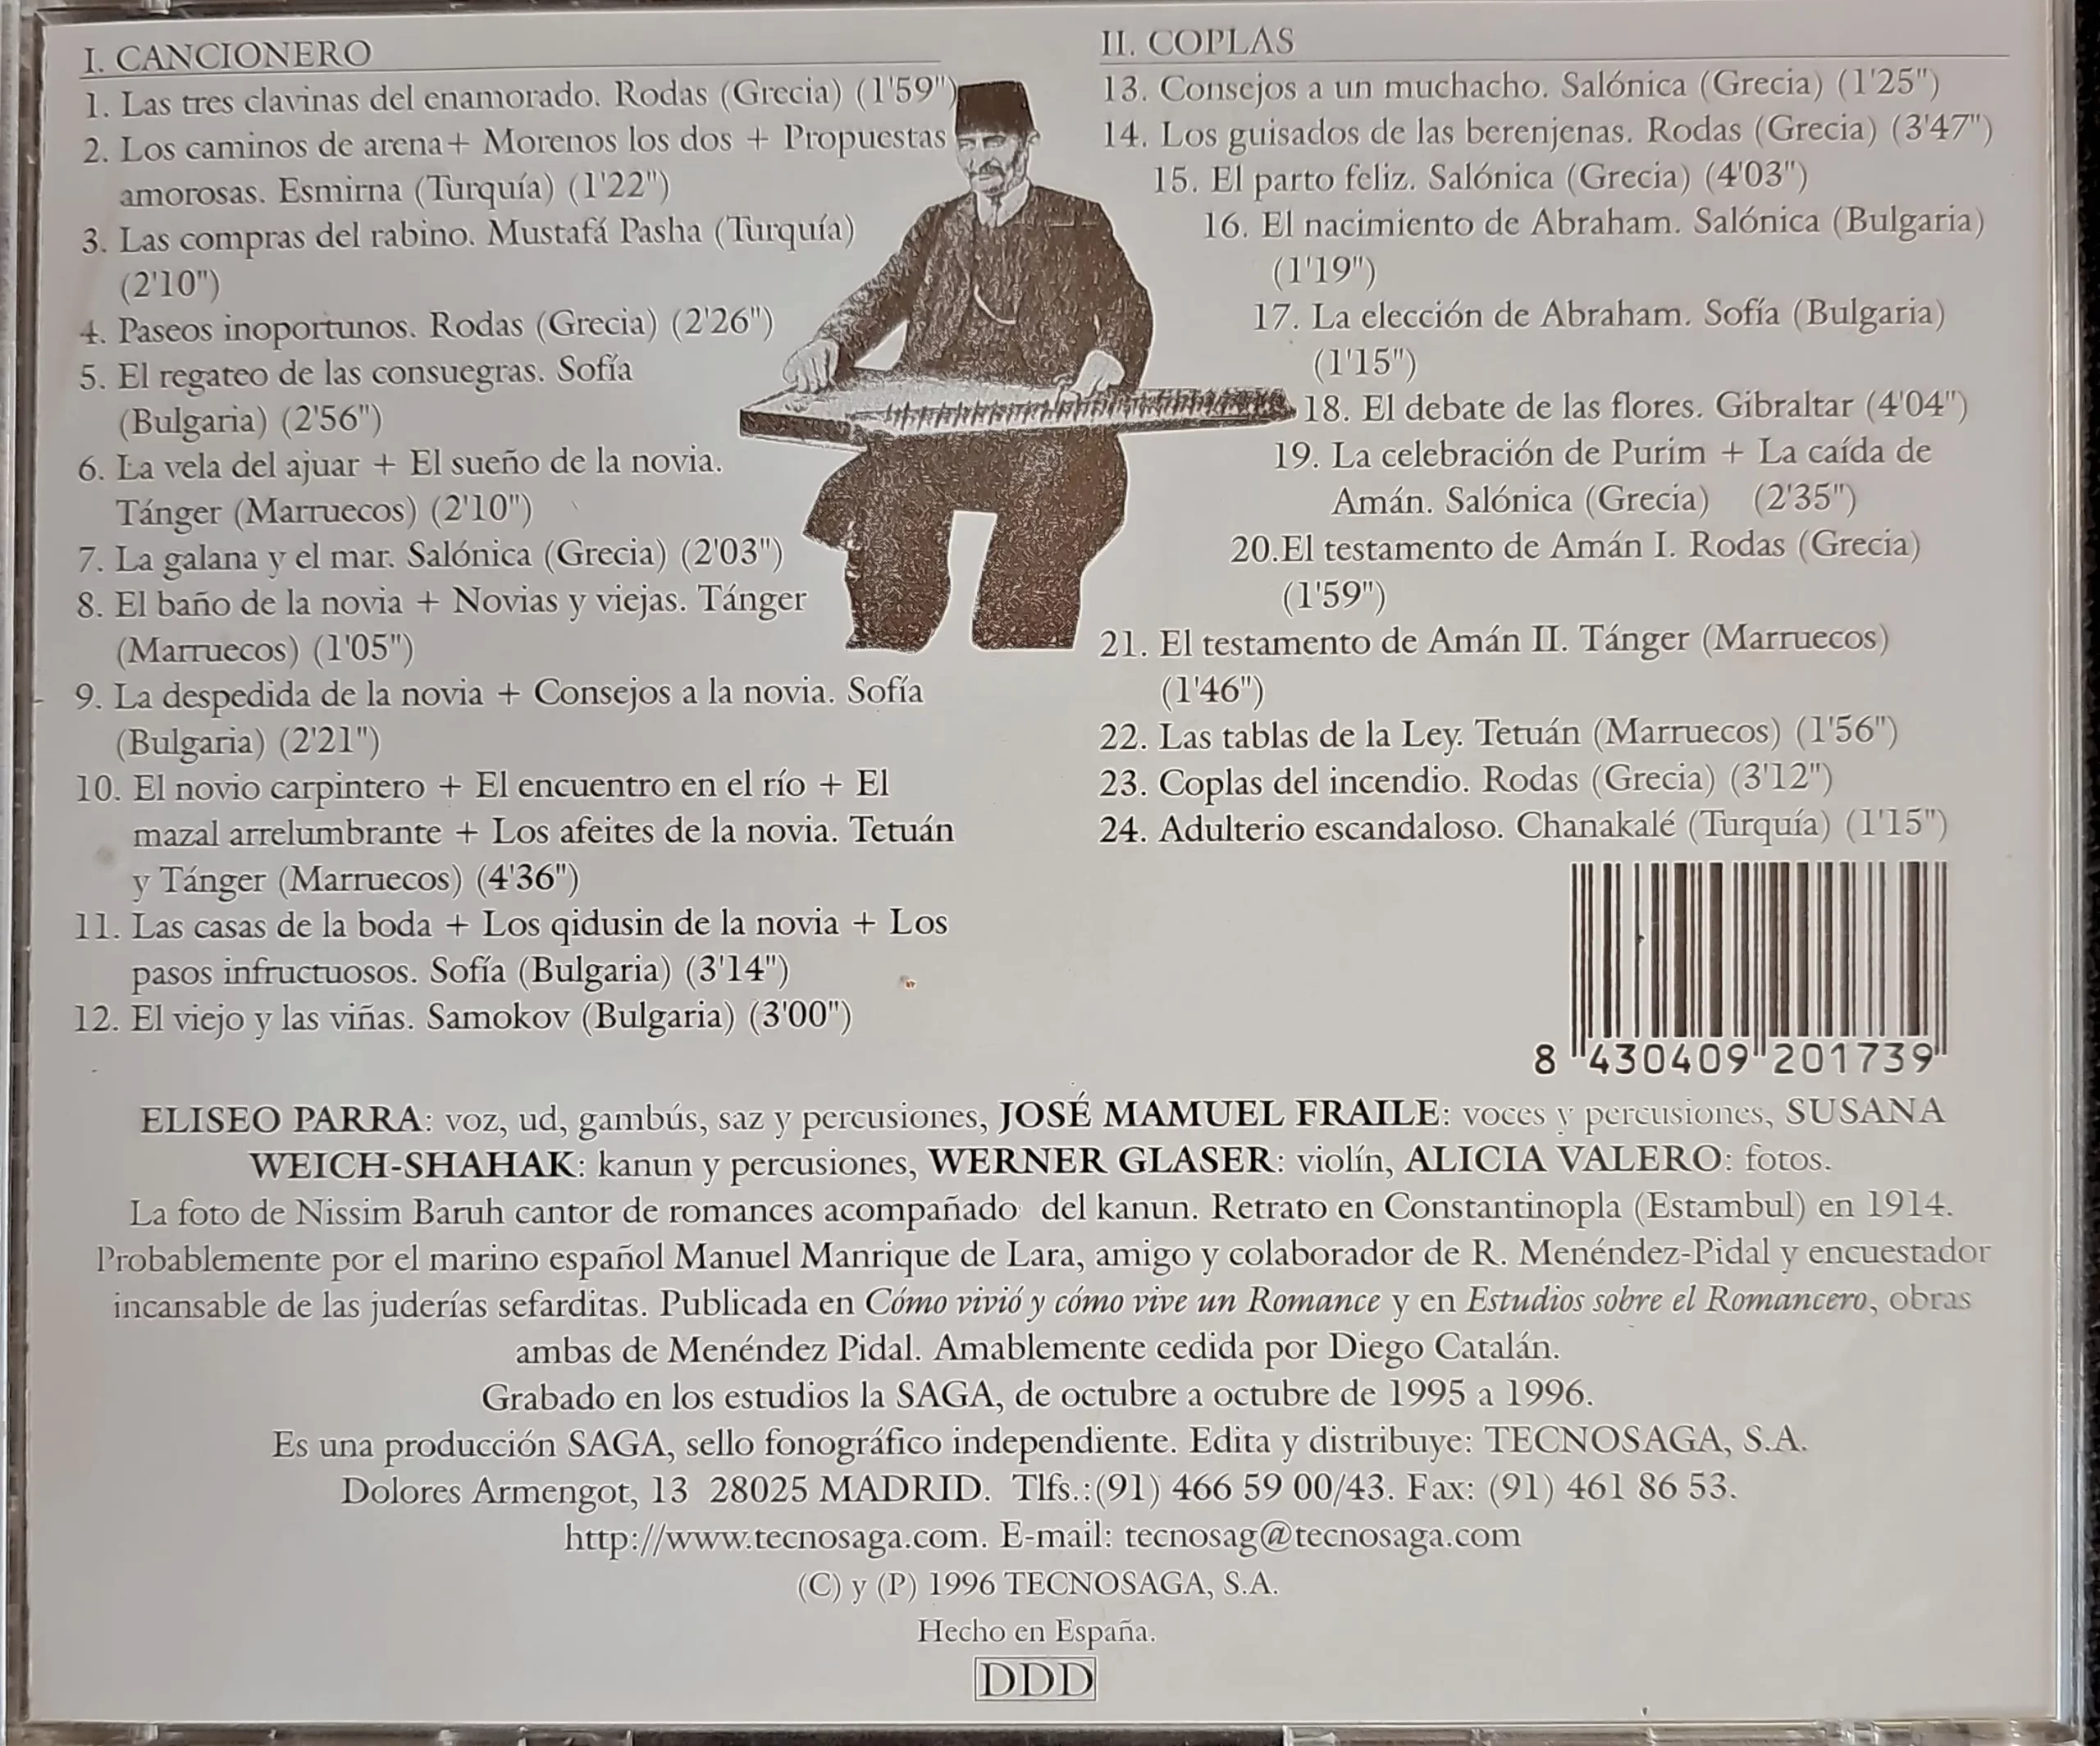 I. CANCIONERO
1. Las tres clavinas del enamorado. Rodas (Grecia) (1'59")
2. Los caminos de arena+ Morenos los dos + Propuestas
amorosas. Esmirna (Turquía) (1'22")
3. Las compras del rabino. Mustafá Pasha (Turquía)
(2'10")
4. Paseos inoportunos. Rodas (Grecia) (2'26")
5. El regateo de las consuegras. Sofía
(Bulgaria) (2'56")
6. La vela del ajuar + El sueño de la novia.
Tánger (Marruecos) (2'10")
7. La galana y el mar. Salónica (Grecia) (2'03")
8. El baño de la novia + Novias y viejas. Tánger
(Marruecos) (1'05")
9. La despedida de la novia + Consejos a la novia. Sofía
(Bulgaria) (2'21")
10. El novio carpintero + El encuentro en el río + El
mazal arrelumbrante + Los afeites de la novia. Tetuán
y Tánger (Marruecos) (4'36")
11. Las casas de la boda + Los qidusin de la novia + Los
pasos infructuosos. Sofía (Bulgaria) (3'14")
12. El viejo y las viñas. Samokov (Bulgaria) (3'00")
II. COPLAS
13. Consejos a un muchacho. Salónica (Grecia) (1'25")
14. Los guisados de las berenjenas. Rodas (Grecia) (3'47")
15. El parto feliz. Salónica (Grecia) (4'03")
16. El nacimiento de Abraham. Salónica (Bulgaria)
(1'19")
17. La elección de Abraham. Sofía (Bulgaria)
(1'15")
18. El debate de las flores. Gibraltar (4'04")
19. La celebración de Purim + La caída de
Amán. Salónica (Grecia) (2'35")
20.El testamento de Amán I. Rodas (Grecia)
(1'59")
21. El testamento de Amán II. Tánger (Marruecos)
(1'46")
22. Las tablas de la Ley. Tetuán (Marruecos) (1'56")
23. Coplas del incendio. Rodas (Grecia) (3'12")
24. Adulterio escandaloso. Chanakalé (Turquía) (1'15")
8 430409 201739
ELISEO PARRA: voz, ud, gambús, saz y percusiones, JOSÉ MAMUEL FRAILE: voces y percusiones, SUSANA
WEICH-SHAHAK: kanun y percusiones, WERNER GLASER: violín, ALICIA VALERO: fotos.
La foto de Nissim Baruh cantor de romances acompañado del kanun. Retrato en Constantinopla (Estambul) en 1914.
Probablemente por el marino español Manuel Manrique de Lara, amigo y colaborador de R. Menéndez-Pidal y encuestador
incansable de las juderías sefarditas. Publicada en Cómo vivió y cómo vive un Romance y en Estudios sobre el Romancero, obras
ambas de Menéndez Pidal. Amablemente cedida por Diego Catalán.
Grabado en los estudios la SAGA, de octubre a octubre de 1995 a 1996.
Es una producción SAGA, sello fonográfico independiente. Edita y distribuye: TECNOSAGA, S.A.
Dolores Armengot, 13 28025 MADRID. Tlfs.:(91) 466 59 00/43. Fax: (91) 461 86 53.
http://www.tecnosaga.com. E-mail: tecnosag@tecnosaga.com
(C) y (P) 1996 TECNOSAGA, S.A.
Hecho en España.
DDD